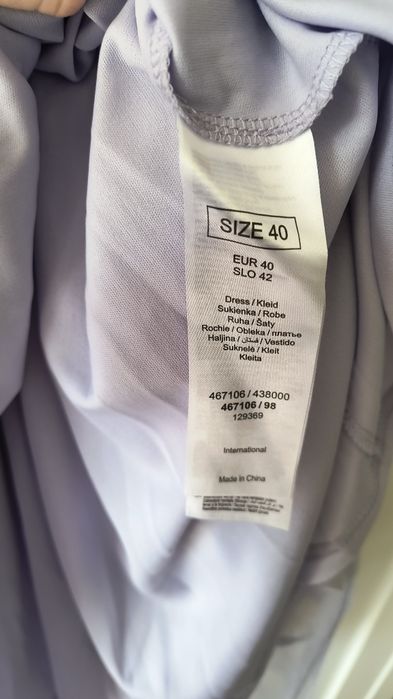 SIZE 40
EUR 40
SLO 42
Dress / Kleid
Sukienka / Robe
Ruha / Šaty
Rochie / Obleka / платье
Haljina / فستان / Vestido
Suknelė / Kleit
Kleita
467106 / 438000
467106 / 98
129369
International
Made in China